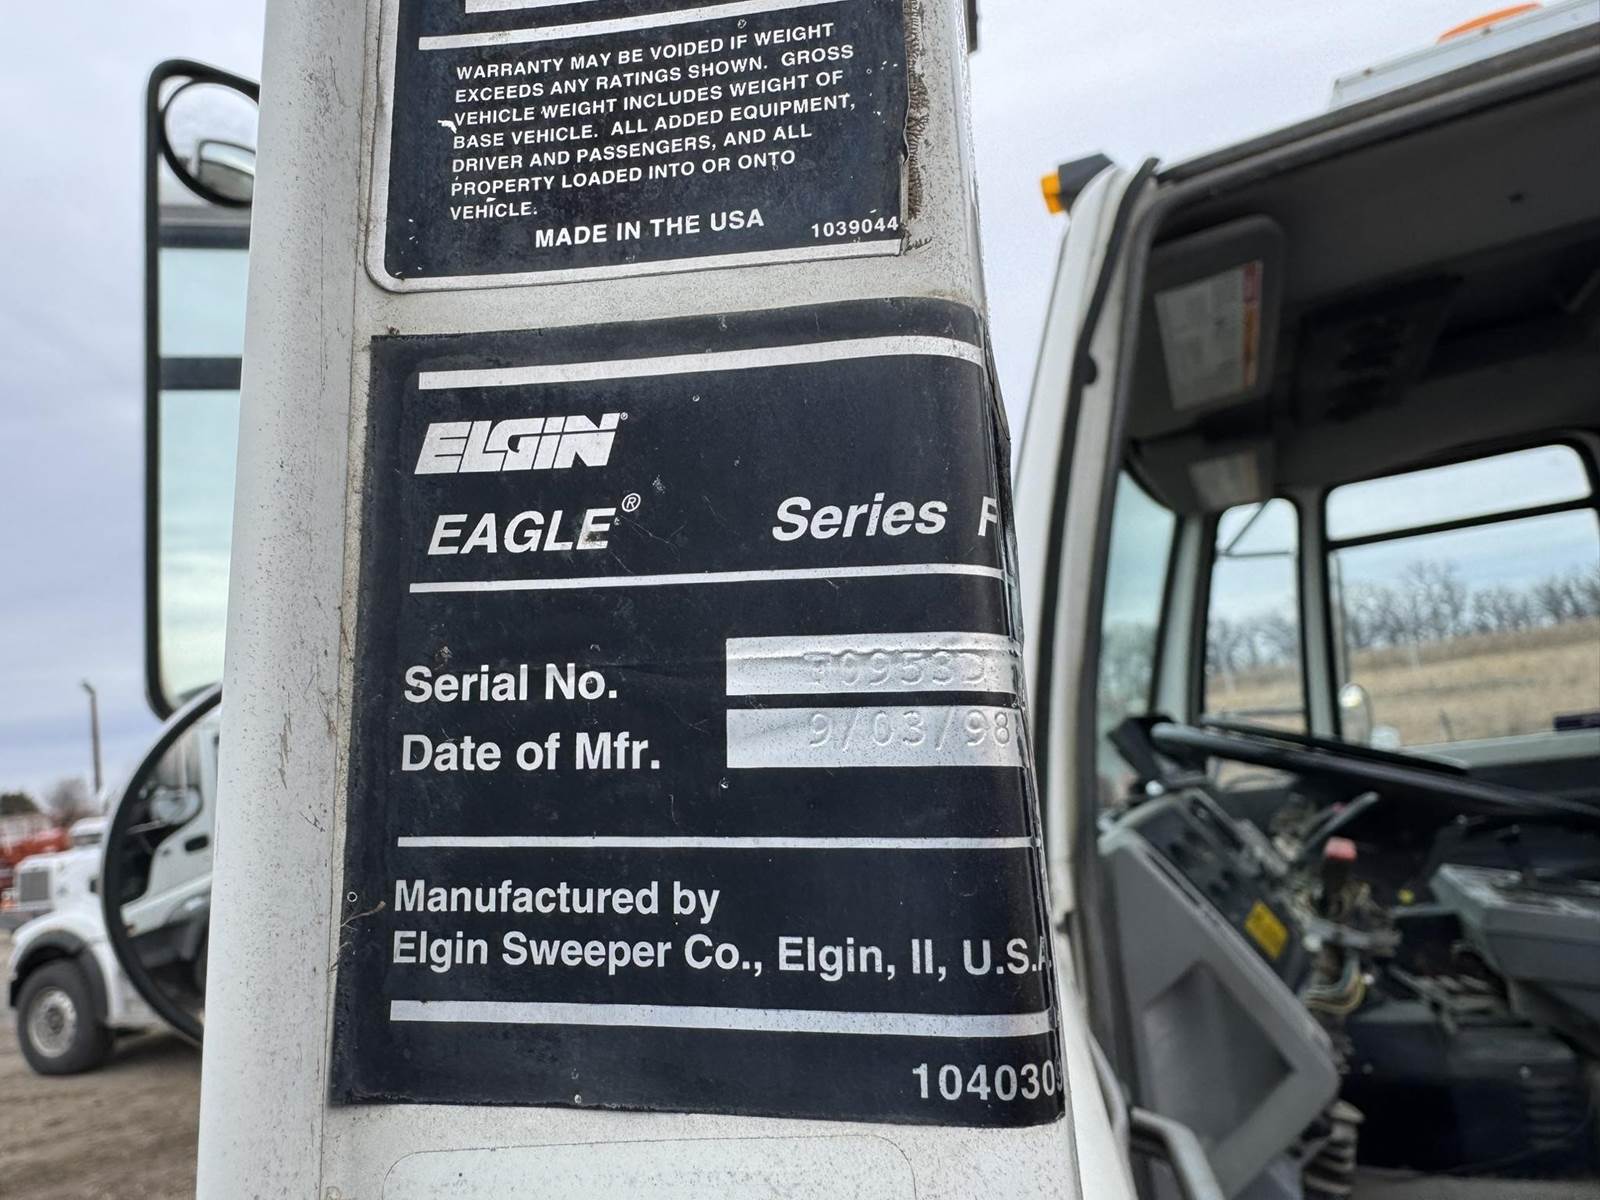 WARRANTY MAY BE VOIDED IF WEIGHT
EXCEEDS ANY RATINGS SHOWN. GROSS
VEHICLE WEIGHT INCLUDES WEIGHT OF
BASE VEHICLE. ALL ADDED EQUIPMENT,
DRIVER AND PASSENGERS, AND ALL
PROPERTY LOADED INTO OR ONTO
VEHICLE.
MADE IN THE USA 1039044
ELGIN®
EAGLE® Series F
Serial No. F0953D
Date of Mfr. 9/03/98
Manufactured by
Elgin Sweeper Co., Elgin, Il, U.S.A
104030